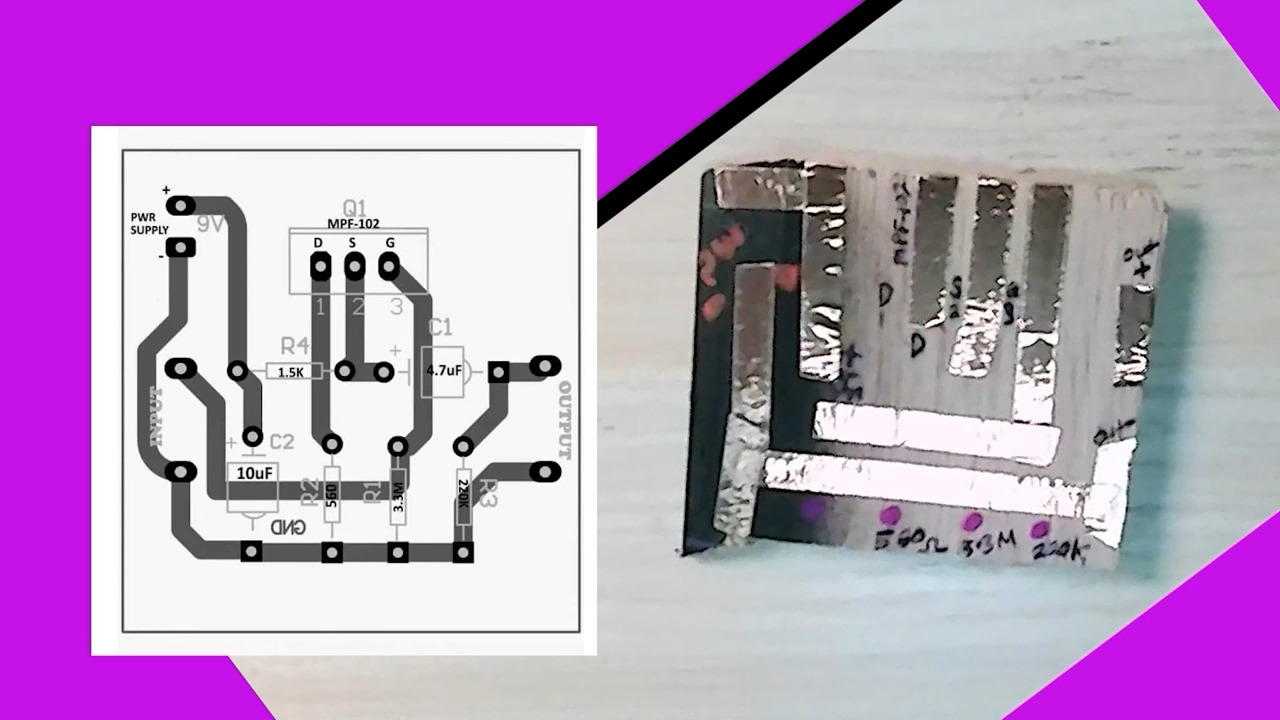 +
PWR
SUPPLY
9V
-
Q1
MPF-102
D S G
1 2 3
R4
1.5K
C1
+
4.7uF
INPUT
OUTPUT
+
C2
10uF
GND
R2
560
R1
3.3M
220K
R3
D
S
D
S
560Ω 3.3M 220K